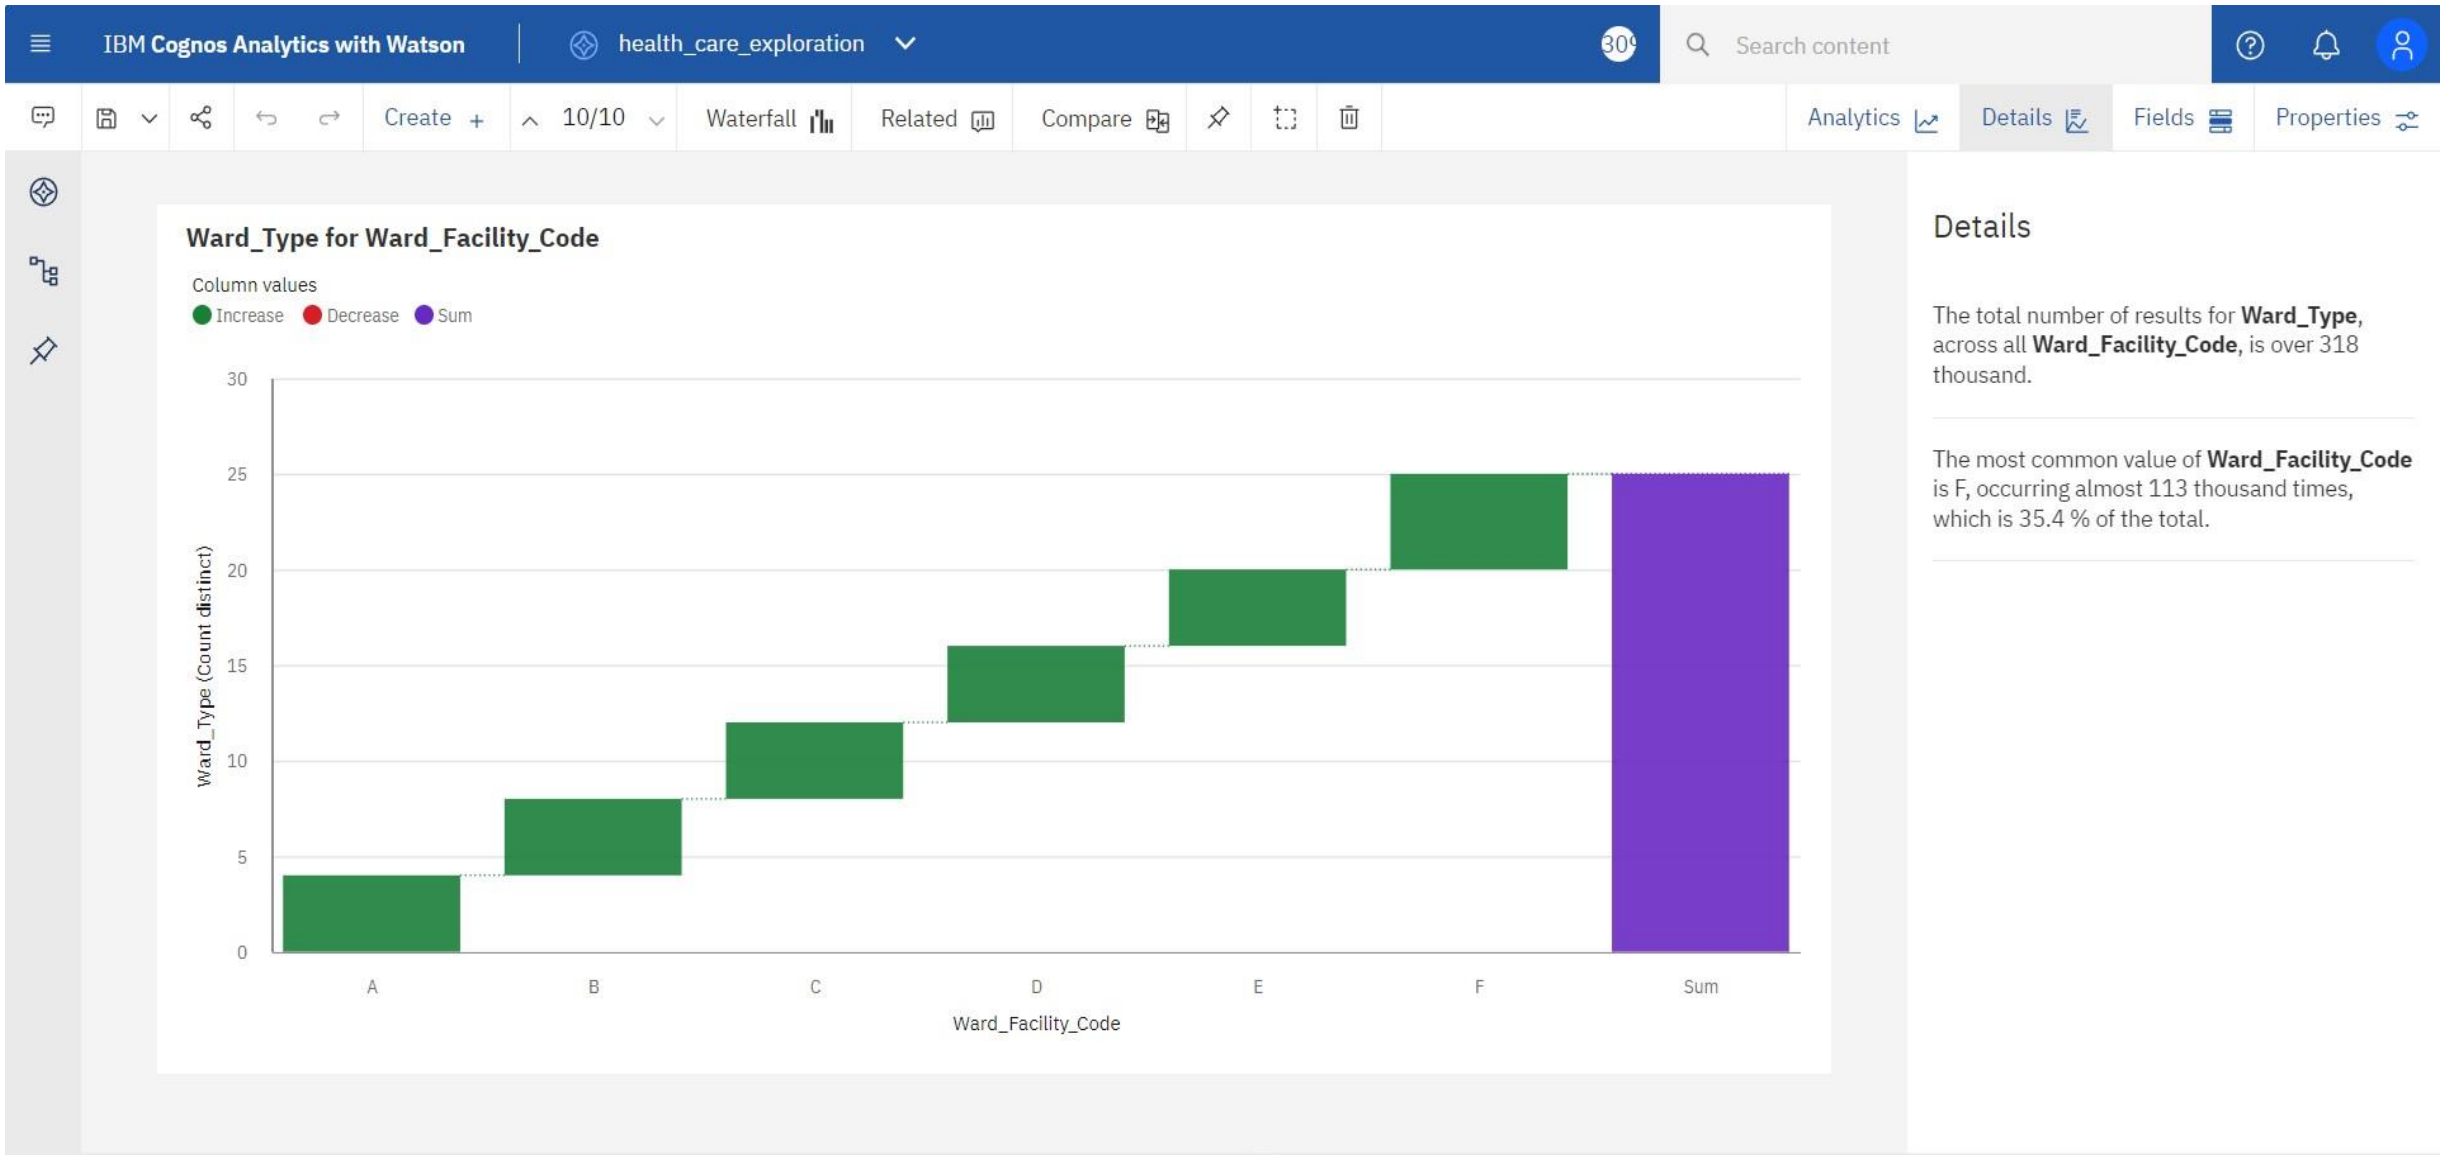 IBM Cognos Analytics with Watson
health_care_exploration
Search content
Create +
10/10
Waterfall
Related
Compare
Analytics
Details
Fields
Properties
Ward_Type for Ward_Facility_Code
Column values
Increase Decrease Sum
30
25
20
15
10
5
0
Ward_Type (Count distinct)
A B C D E F Sum
Ward_Facility_Code
Details
The total number of results for Ward_Type,
across all Ward_Facility_Code, is over 318
thousand.
The most common value of Ward_Facility_Code
is F, occurring almost 113 thousand times,
which is 35.4 % of the total.